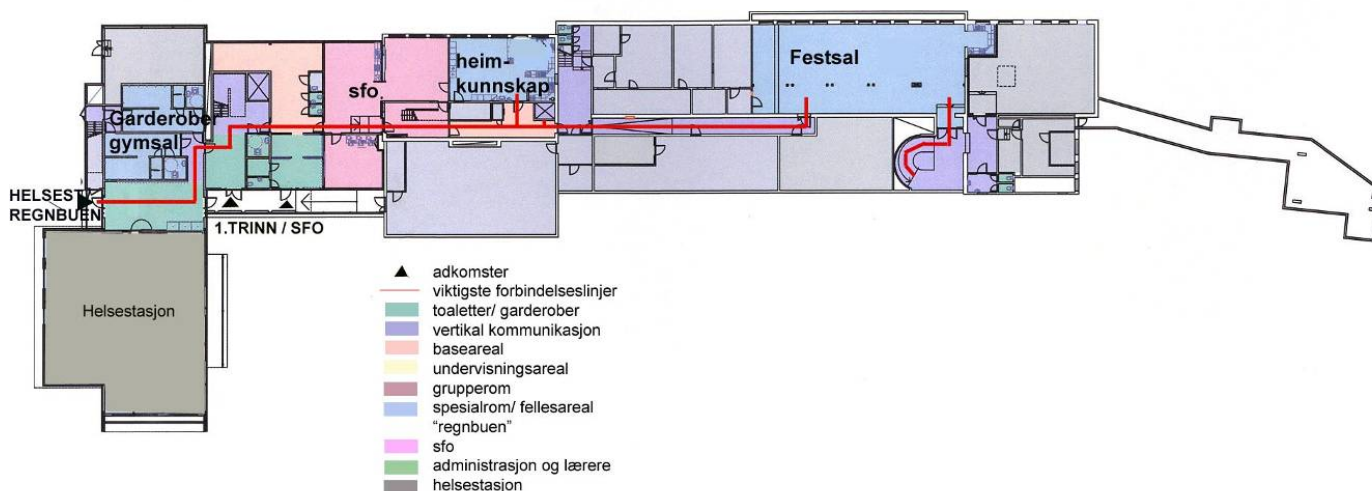 Festsal
heim-
kunnskap
sfo
Garderober
gymsal
HELSEST /
REGNBUEN
1.TRINN / SFO
Helsestasjon
adkomster
viktigste forbindelseslinjer
toaletter/ garderober
vertikal kommunikasjon
baseareal
undervisningsareal
grupperom
spesialrom/ fellesareal
"regnbuen"
sfo
administrasjon og lærere
helsestasjon